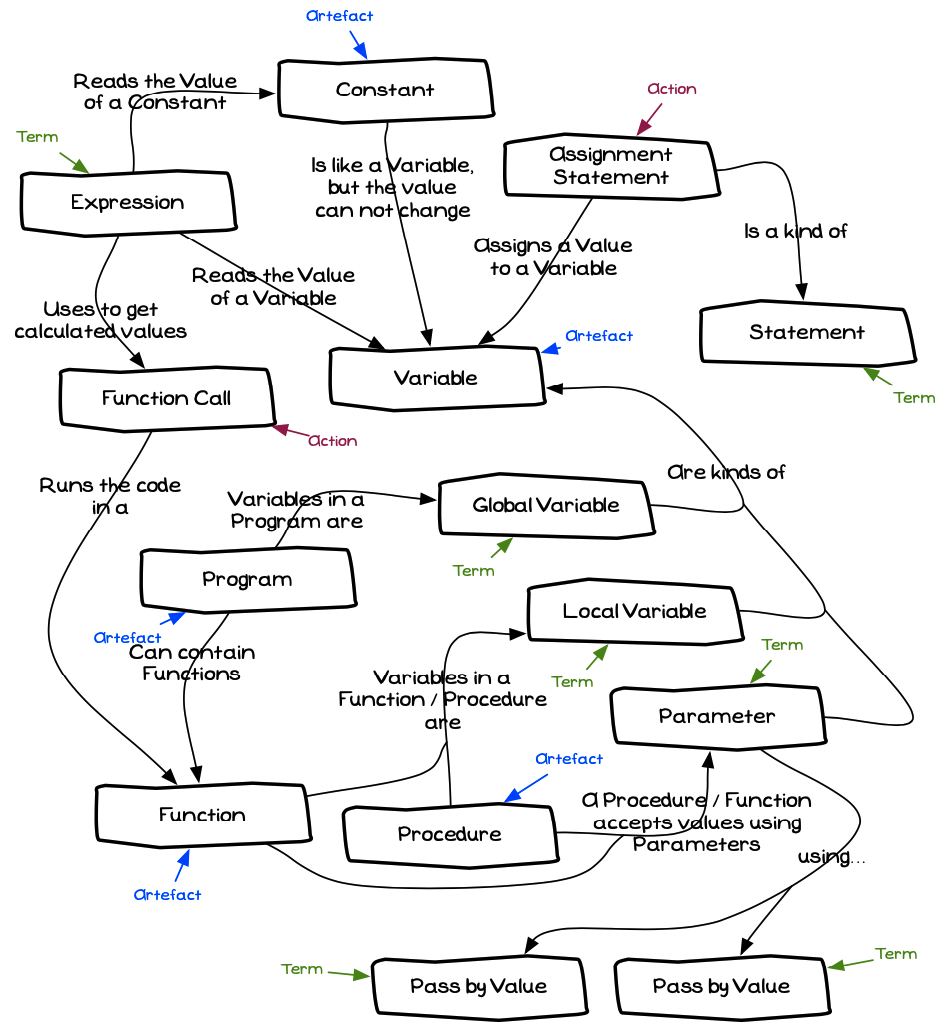 Artefact
Constant
Reads the Value
of a Constant
Action
Term
Assignment
Statement
Is like a Variable,
but the value
can not change
Expression
Is a kind of
Assigns a Value
to a Variable
Reads the Value
of a Variable
Uses to get
calculated values
Statement
Artefact
Variable
Term
Function Call
Action
Are kinds of
Runs the code
in a
Variables in a
Program are
Global Variable
Term
Program
Local Variable
Artefact
Can contain
Functions
Term
Term
Variables in a
Function / Procedure
are
Parameter
Artefact
A Procedure / Function
accepts values using
Parameters
Function
Procedure
using...
Artefact
Term
Pass by Value
Pass by Value
Term